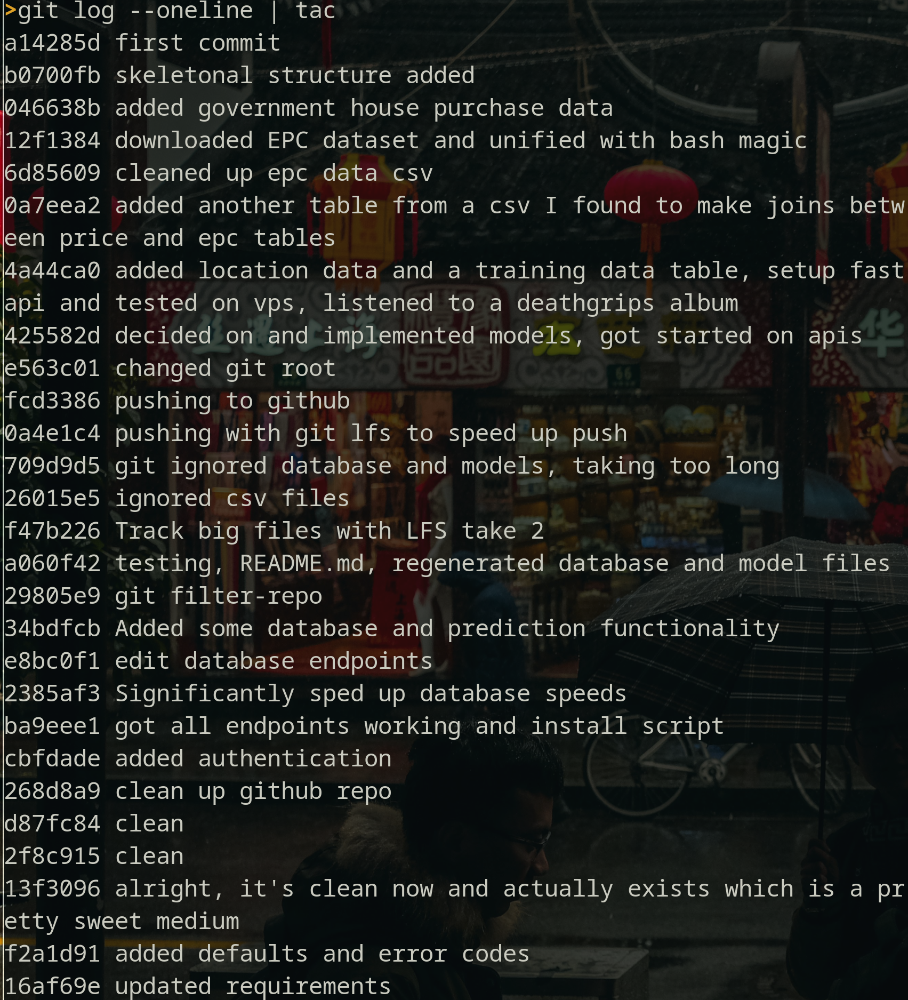 >git log --oneline | tac
a14285d first commit
b0700fb skeletonal structure added
046638b added government house purchase data
12f1384 downloaded EPC dataset and unified with bash magic
6d85609 cleaned up epc data csv
0a7eea2 added another table from a csv I found to make joins betw
een price and epc tables
4a44ca0 added location data and a training data table, setup fast
api and tested on vps, listened to a deathgrips album
425582d decided on and implemented models, got started on apis
e563c01 changed git root
fcd3386 pushing to github
0a4e1c4 pushing with git lfs to speed up push
709d9d5 git ignored database and models, taking too long
26015e5 ignored csv files
f47b226 Track big files with LFS take 2
a060f42 testing, README.md, regenerated database and model files
29805e9 git filter-repo
34bdfcb Added some database and prediction functionality
e8bc0f1 edit database endpoints
2385af3 Significantly sped up database speeds
ba9eee1 got all endpoints working and install script
cbfdade added authentication
268d8a9 clean up github repo
d87fc84 clean
2f8c915 clean
13f3096 alright, it's clean now and actually exists which is a pr
etty sweet medium
f2a1d91 added defaults and error codes
16af69e updated requirements
上海
华
66